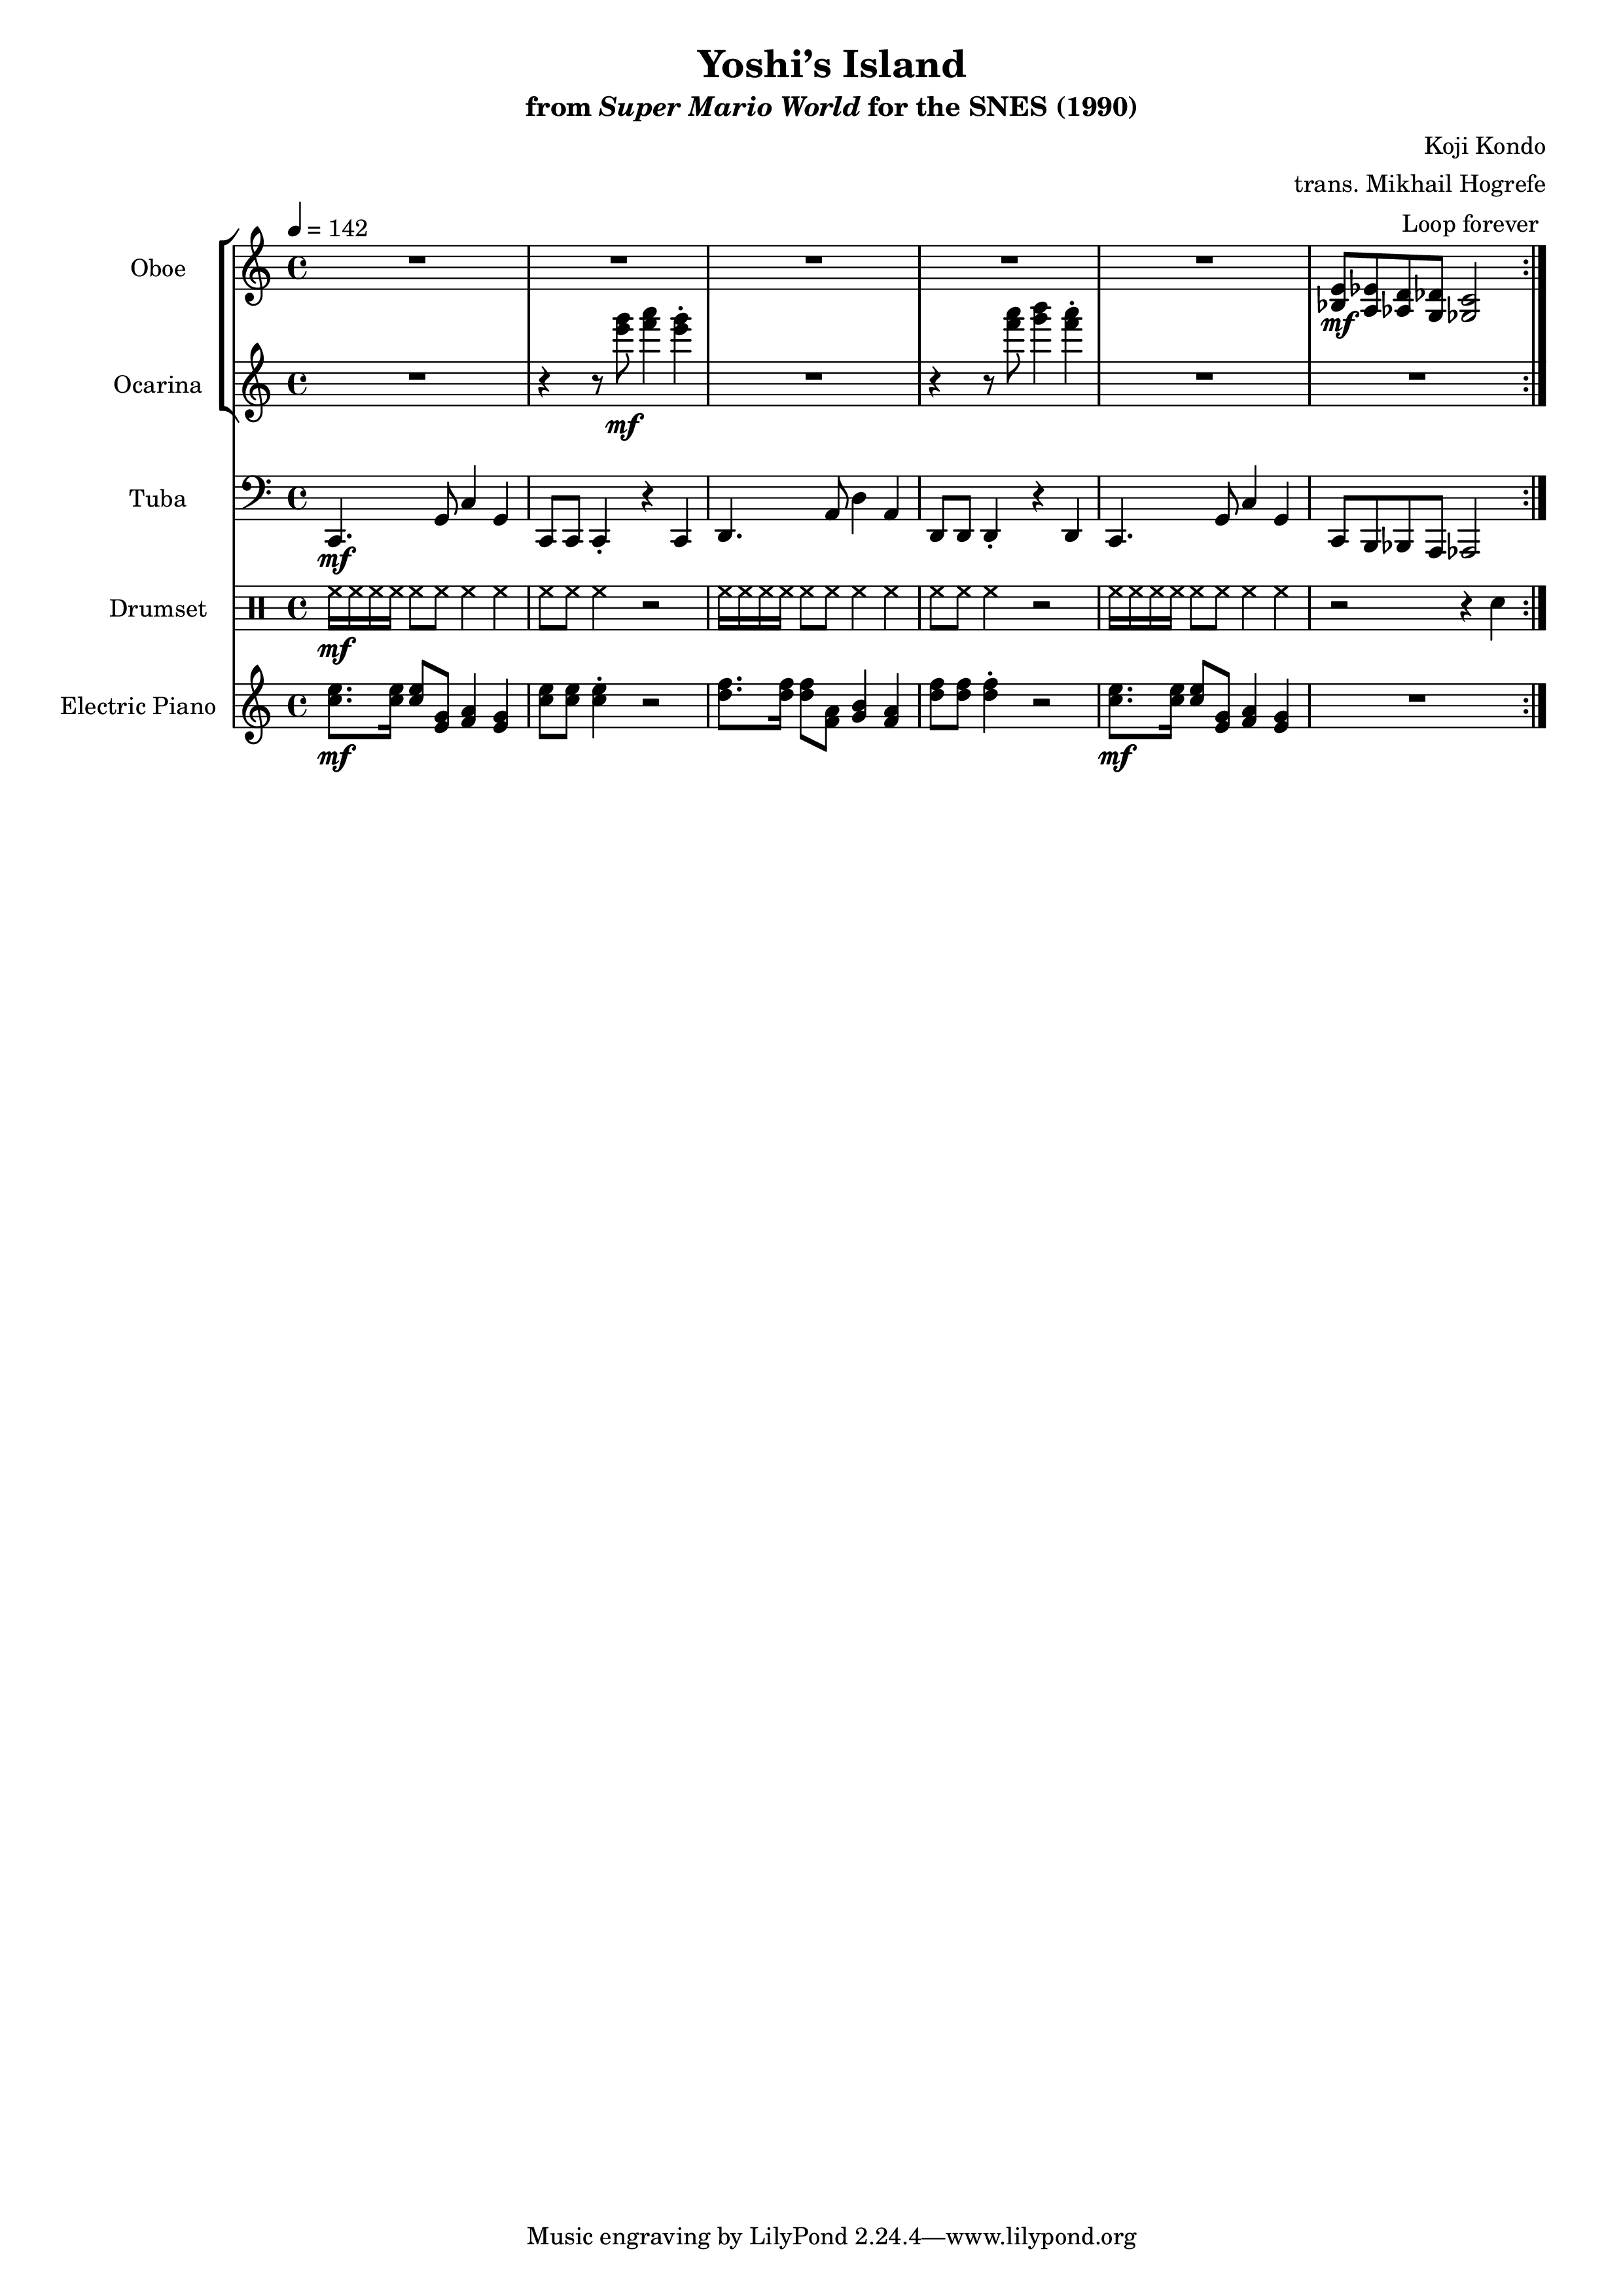 Yoshi’s Island
from Super Mario World for the SNES (1990)
Koji Kondo
trans. Mikhail Hogrefe
= 142
Loop forever
Oboe
mf
Ocarina
mf
Tuba
mf
Drumset
mf
Electric Piano
mf mf
Music engraving by LilyPond 2.24.4—www.lilypond.org